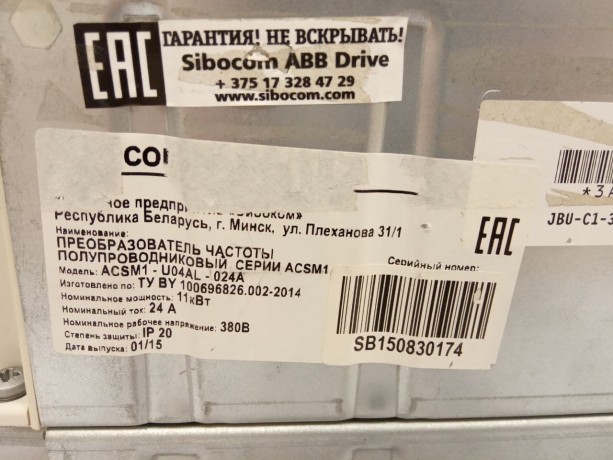 EAC
ГАРАНТИЯ! НЕ ВСКРЫВАТЬ!
Sibocom ABB Drive
+ 375 17 328 47 29
www.sibocom.com
Республика Беларусь, г. Минск, ул. Плеханова 31/1
Наименование:
ПРЕОБРАЗОВАТЕЛЬ ЧАСТОТЫ
ПОЛУПРОВОДНИКОВЫЙ СЕРИИ ACSM1
Модель: ACSM1 - U04AL - 024A
Изготовлено по: ТУ BY 100696826.002-2014
Номинальная мощность: 11кВт
Номинальный ток: 24 А
Номинальное рабочее напряжение: 380В
Степень защиты: IP 20
Дата выпуска: 01/15
EAC
Серийный номер:
SB150830174
*3A
JBU-C1-3